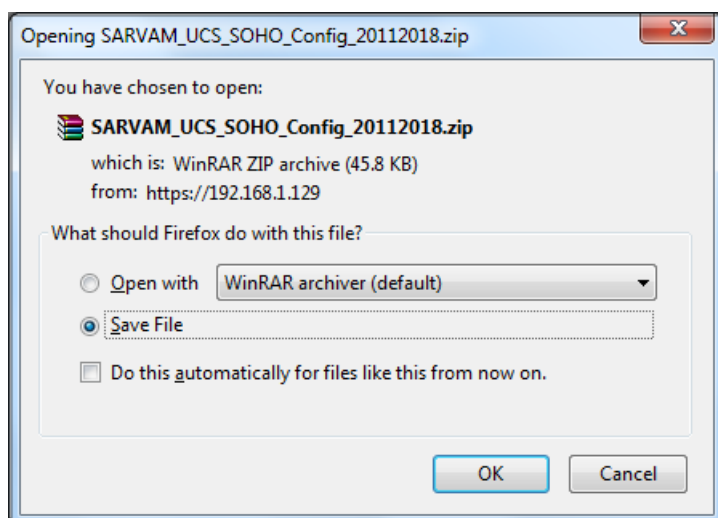 Opening SARVAM_UCS_SOHO_Config_20112018.zip
You have chosen to open:
SARVAM_UCS_SOHO_Config_20112018.zip
which is: WinRAR ZIP archive (45.8 KB)
from: https://192.168.1.129
What should Firefox do with this file?
Open with WinRAR archiver (default)
Save File
Do this automatically for files like this from now on.
OK Cancel